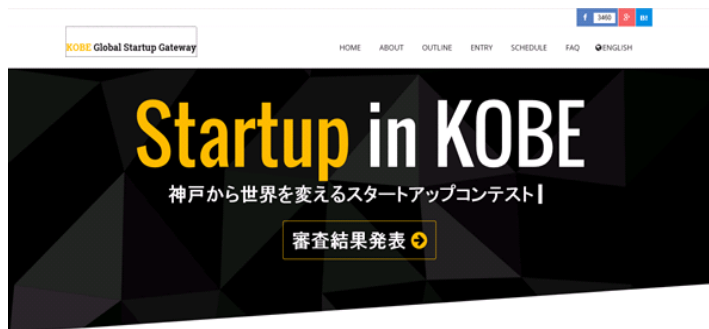 f 3460 g+ B!
KOBE Global Startup Gateway
HOME ABOUT OUTLINE ENTRY SCHEDULE FAQ ENGLISH
Startup in KOBE
神戸から世界を変えるスタートアップコンテスト
審査結果発表